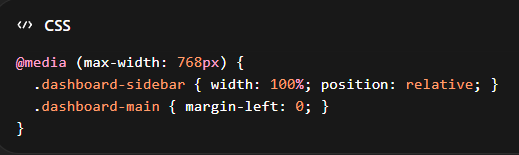 </> CSS
@media (max-width: 768px) {
  .dashboard-sidebar { width: 100%; position: relative; }
  .dashboard-main { margin-left: 0; }
}